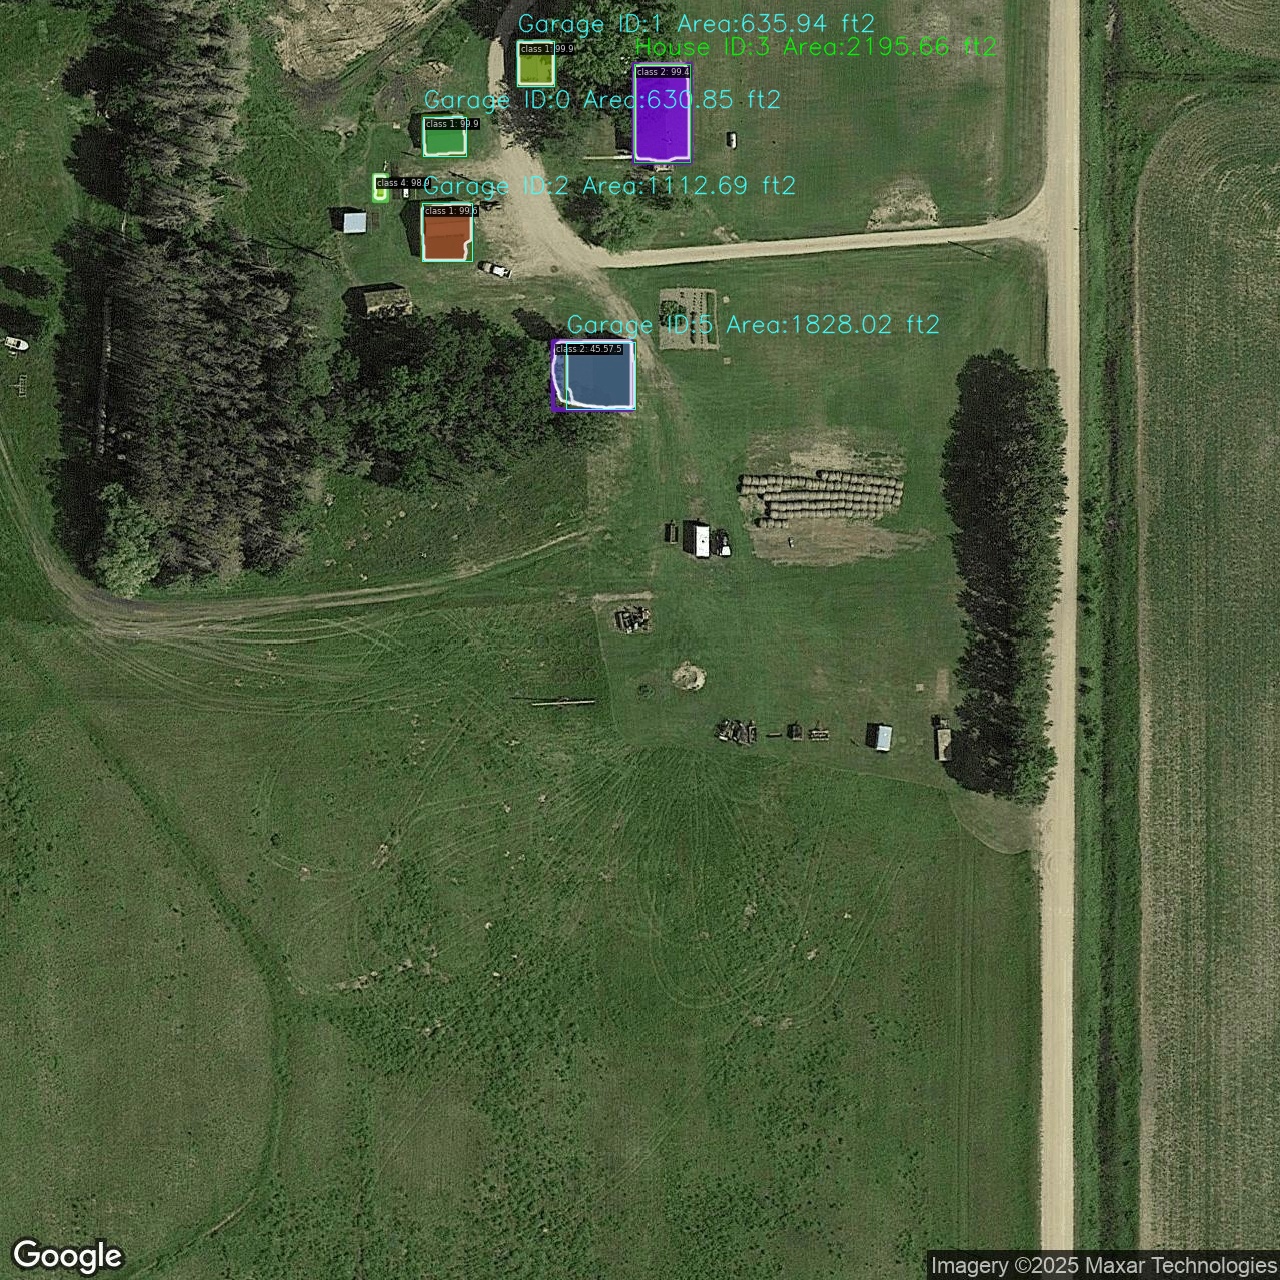 Garage ID:1 Area:635.94 ft2
House ID:3 Area:2195.66 ft2
class 1: 99.9
class 2: 99.4
Garage ID:0 Area:630.85 ft2
class 1: 99.9
class 4: 98.9
Garage ID:2 Area:1112.69 ft2
class 1: 99.6
Garage ID:5 Area:1828.02 ft2
class 2: 45.57.5
Google
Imagery ©2025 Maxar Technologies